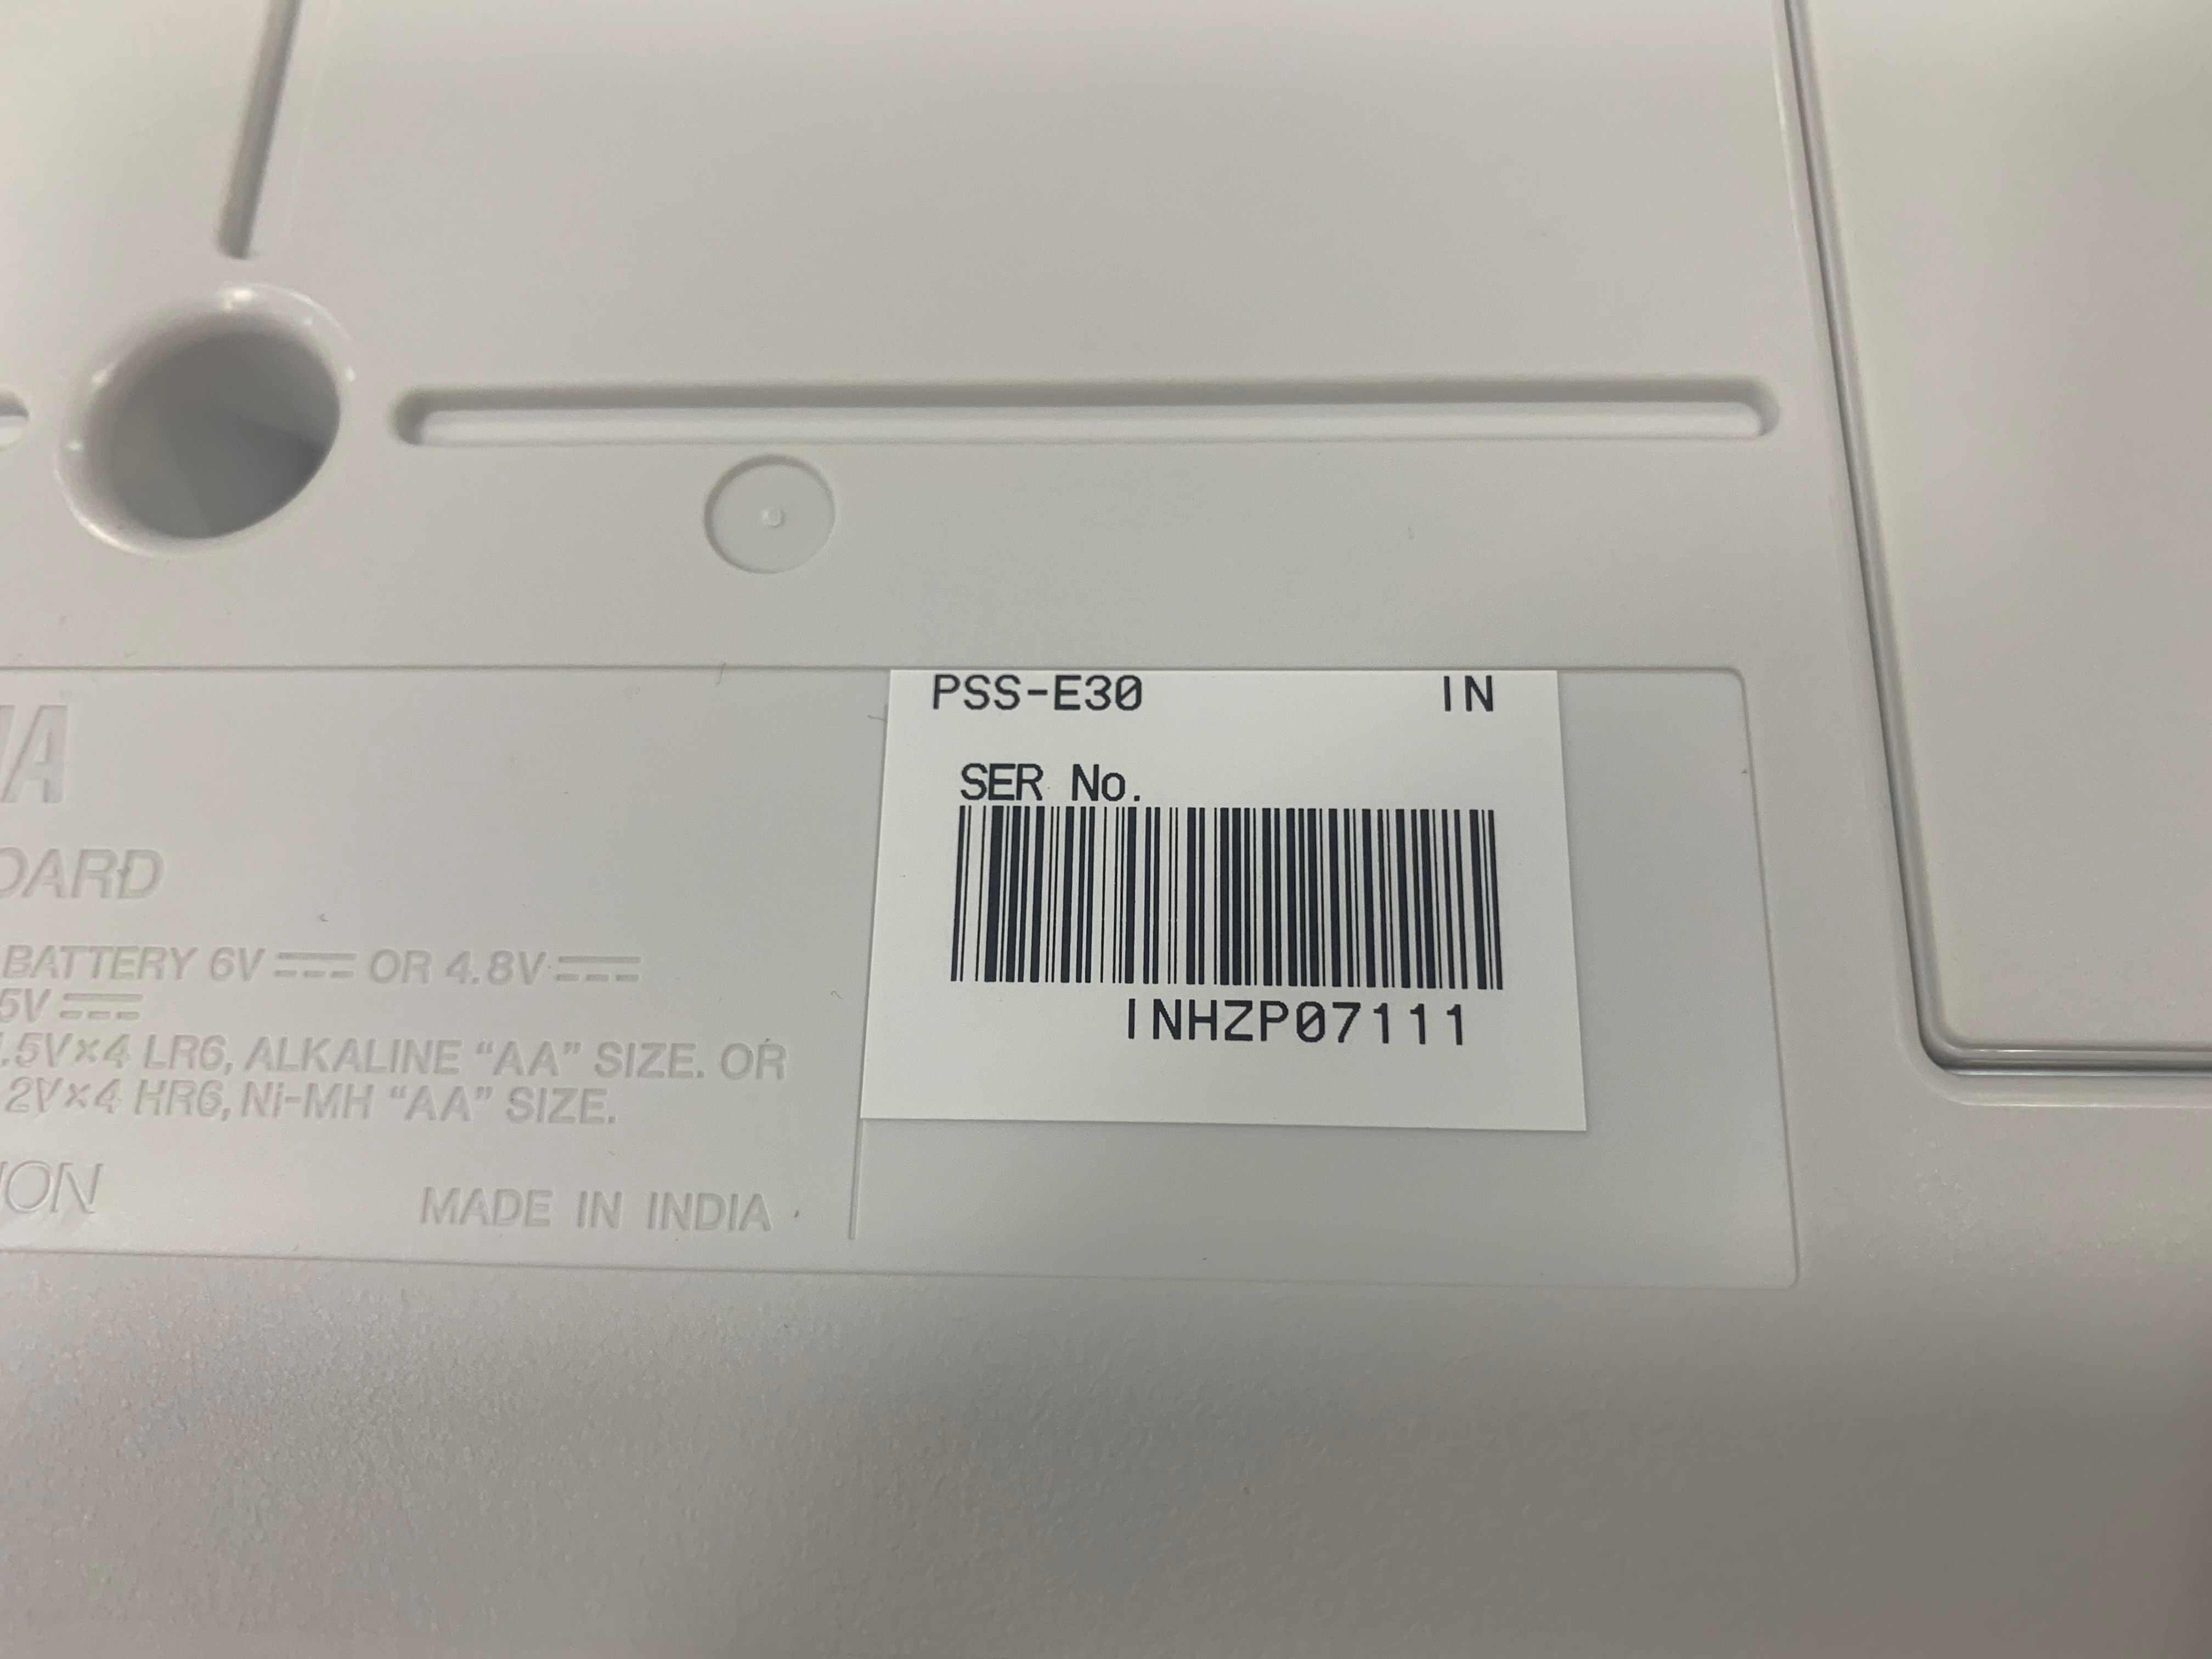 PSS-E30 IN
SER No.
INHZP07111
BATTERY 6V ⎓ OR 4.8V ⎓
5V ⎓
.5V×4 LR6, ALKALINE “AA” SIZE. OR
2V×4 HR6, Ni-MH “AA” SIZE.
MADE IN INDIA